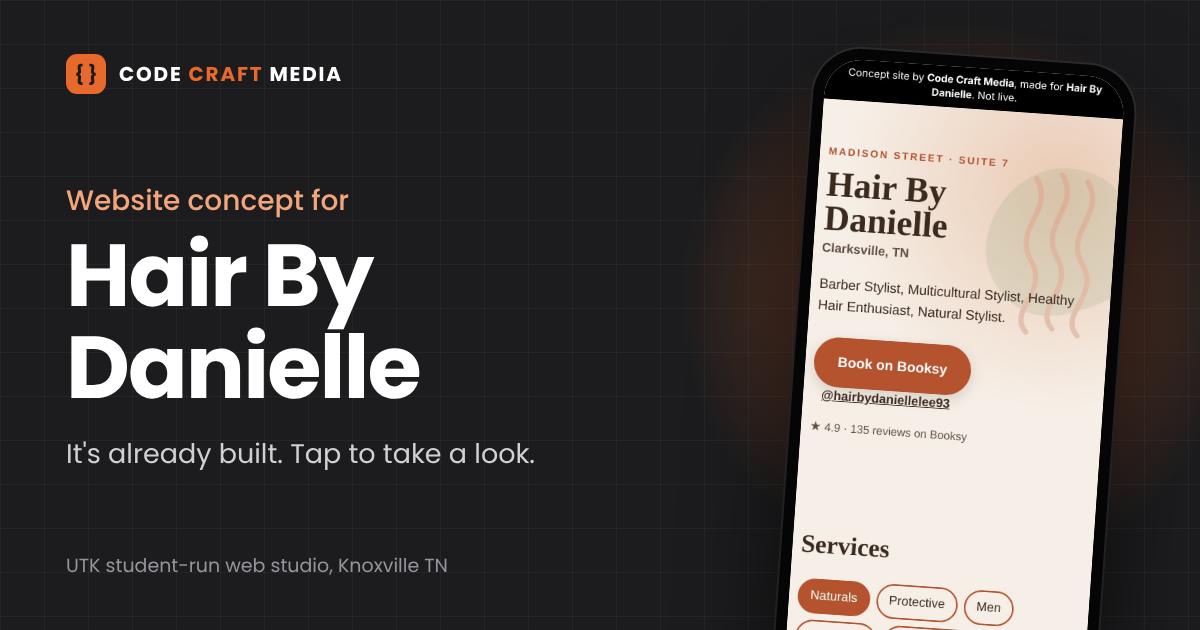 { } CODE CRAFT MEDIA
Website concept for
Hair By
Danielle
It's already built. Tap to take a look.
UTK student-run web studio, Knoxville TN
Concept site by Code Craft Media, made for Hair By
Danielle. Not live.
MADISON STREET · SUITE 7
Hair By
Danielle
Clarksville, TN
Barber Stylist, Multicultural Stylist, Healthy
Hair Enthusiast, Natural Stylist.
Book on Booksy
@hairbydaniellelee93
★ 4.9 · 135 reviews on Booksy
Services
Naturals Protective Men